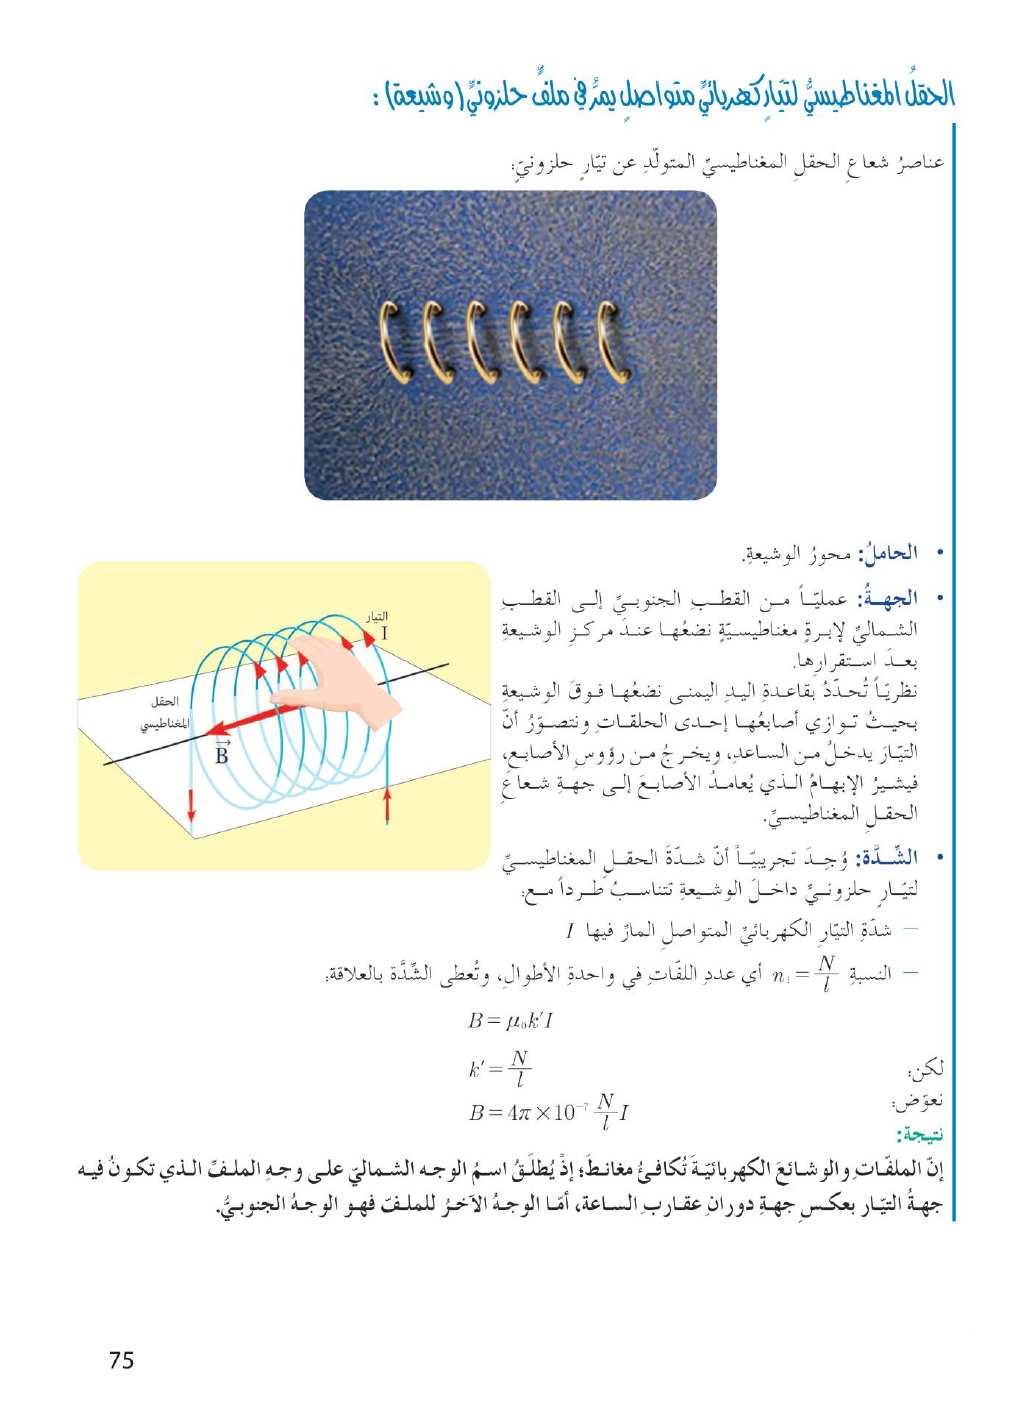 الحقلُ المغناطيسيُّ لتيّارٍ كهربائيٍّ متواصلٍ يمرُّ في ملفٍّ حلزونيٍّ (وشيعة) :
عناصرُ شعاعِ الحقلِ المغناطيسيِّ المتولّدِ عن تيّارٍ حلزونيّ:
• الحاملُ: محورُ الوشيعةِ.
• الجهةُ: عمليّاً من القطبِ الجنوبيِّ إلى القطبِ
الشماليِّ لإبرةٍ مغناطيسيّةٍ نضعُها عندَ مركزِ الوشيعةِ
بعدَ استقرارِها.
نظريّاً تُحدّدُ بقاعدةِ اليدِ اليمنى نضعُها فوقَ الوشيعةِ
بحيثُ توازي أصابعُها إحدى الحلقاتِ ونتصوّرُ أنّ
التيّارَ يدخلُ من الساعدِ، ويخرجُ من رؤوسِ الأصابعِ،
فيشيرُ الإبهامُ الذي يُعامدُ الأصابعَ إلى جهةِ شعاعِ
الحقلِ المغناطيسيِّ.
التيار
I
الحقل
المغناطيسي
B⃗
• الشّدَّة: وُجِدَ تجريبيّاً أنّ شدّةَ الحقلِ المغناطيسيِّ
لتيّارٍ حلزونيٍّ داخلَ الوشيعةِ تتناسبُ طرداً مع:
– شدّةِ التيّارِ الكهربائيِّ المتواصلِ المارِّ فيها I
– النسبةِ n₁ = N/l أي عددِ اللفّاتِ في واحدةِ الأطوالِ، وتُعطى الشّدَّة بالعلاقة:
B = μ₀k′I
لكن: k′ = N/l
نعوّض: B = 4π × 10⁻⁷ N/l I
نتيجة:
إنّ الملفّاتِ والوشائعَ الكهربائيّةَ تُكافئُ مغانطَ؛ إذْ يُطلَقُ اسمُ الوجه الشماليّ على وجهِ الملفِّ الذي تكونُ فيه
جهةُ التيّار بعكسِ جهةِ دورانِ عقاربِ الساعة، أمّا الوجهُ الآخرُ للملفّ فهو الوجهُ الجنوبيُّ.
75